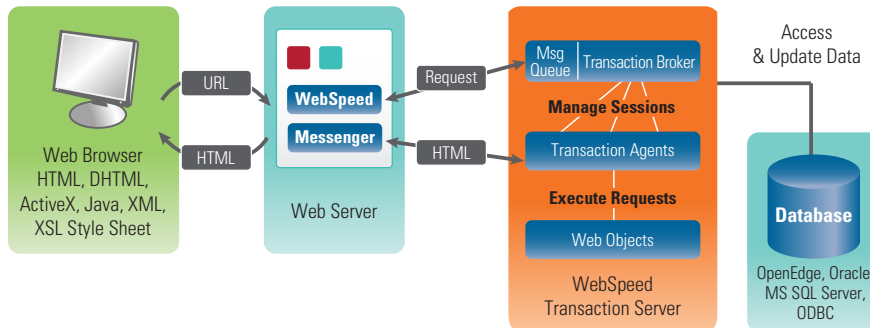 URL
HTML
Web Browser
HTML, DHTML,
ActiveX, Java, XML,
XSL Style Sheet
WebSpeed
Messenger
Web Server
Request
HTML
Msg
Queue
Transaction Broker
Manage Sessions
Transaction Agents
Execute Requests
Web Objects
WebSpeed
Transaction Server
Access
& Update Data
Database
OpenEdge, Oracle
MS SQL Server,
ODBC